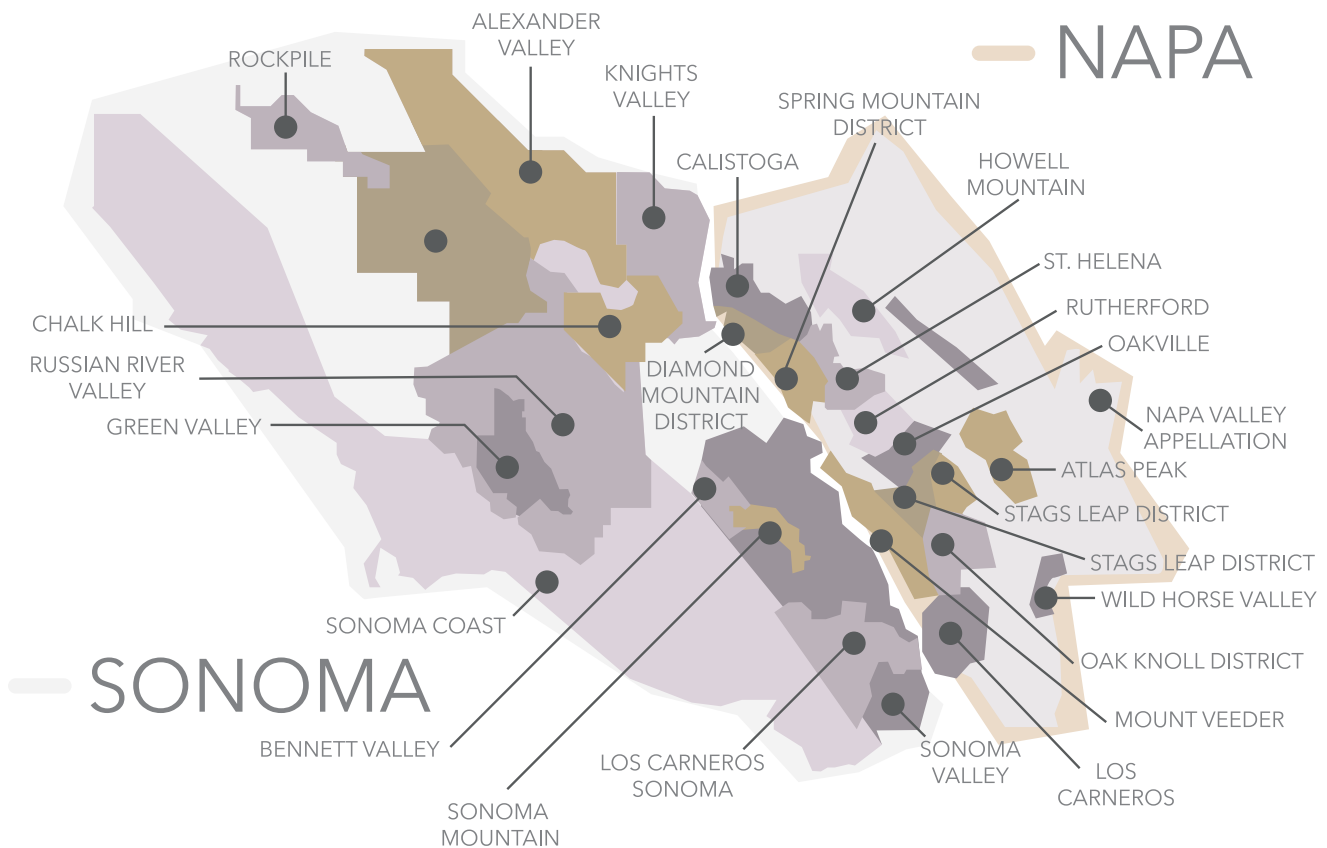 ALEXANDER
VALLEY
NAPA
ROCKPILE
KNIGHTS
VALLEY
SPRING MOUNTAIN
DISTRICT
CALISTOGA
HOWELL
MOUNTAIN
ST. HELENA
RUTHERFORD
CHALK HILL
OAKVILLE
RUSSIAN RIVER
VALLEY
DIAMOND
MOUNTAIN
DISTRICT
GREEN VALLEY
NAPA VALLEY
APPELLATION
ATLAS PEAK
STAGS LEAP DISTRICT
STAGS LEAP DISTRICT
WILD HORSE VALLEY
SONOMA COAST
OAK KNOLL DISTRICT
SONOMA
MOUNT VEEDER
BENNETT VALLEY
LOS CARNEROS
SONOMA
SONOMA
VALLEY
LOS
CARNEROS
SONOMA
MOUNTAIN